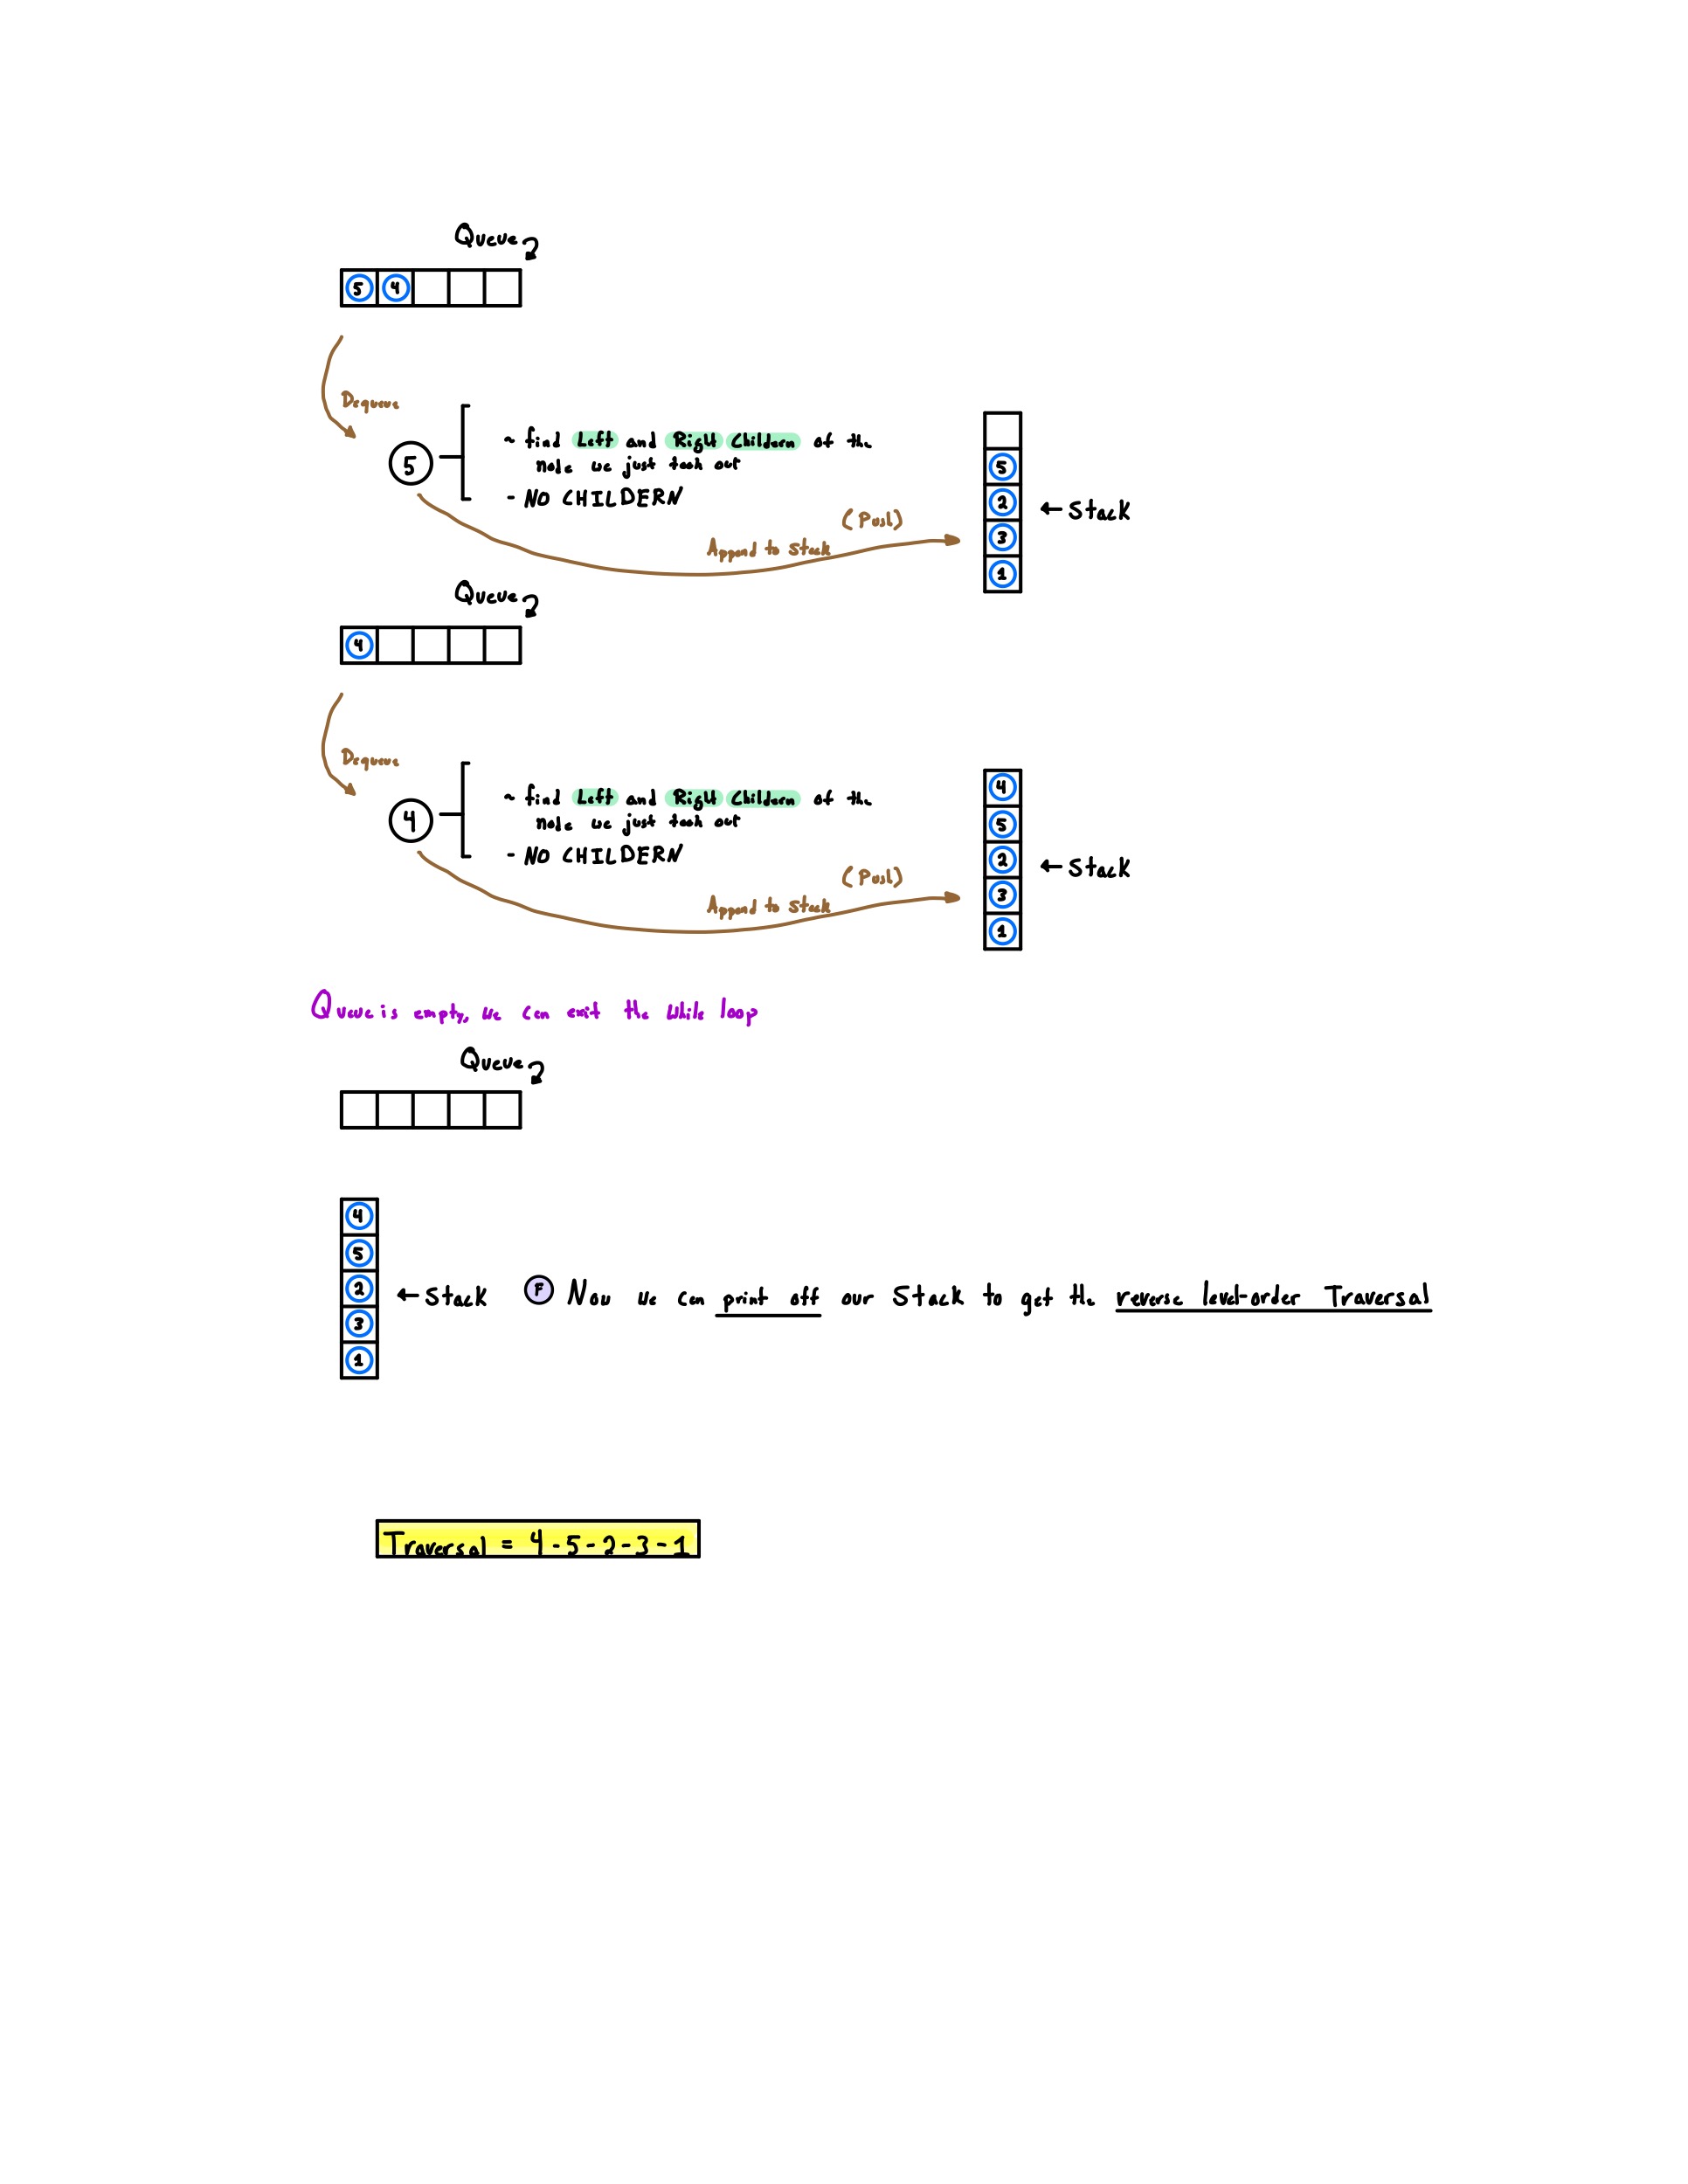 Queue
5 4
Dequeue
5
~ find Left and Right Childern of the
node we just took out
- NO CHILDERN
(Push)
Append to stack
5
2
3
1
← Stack
Queue
4
Dequeue
4
~ find Left and Right Childern of the
node we just took out
- NO CHILDERN
(Push)
Append to stack
4
5
2
3
1
← Stack
Queue is empty, we can exit the while loop
Queue
4
5
2
3
1
← Stack
F Now we can print off our Stack to get the reverse level-order Traversal
Traversal = 4-5-2-3-1